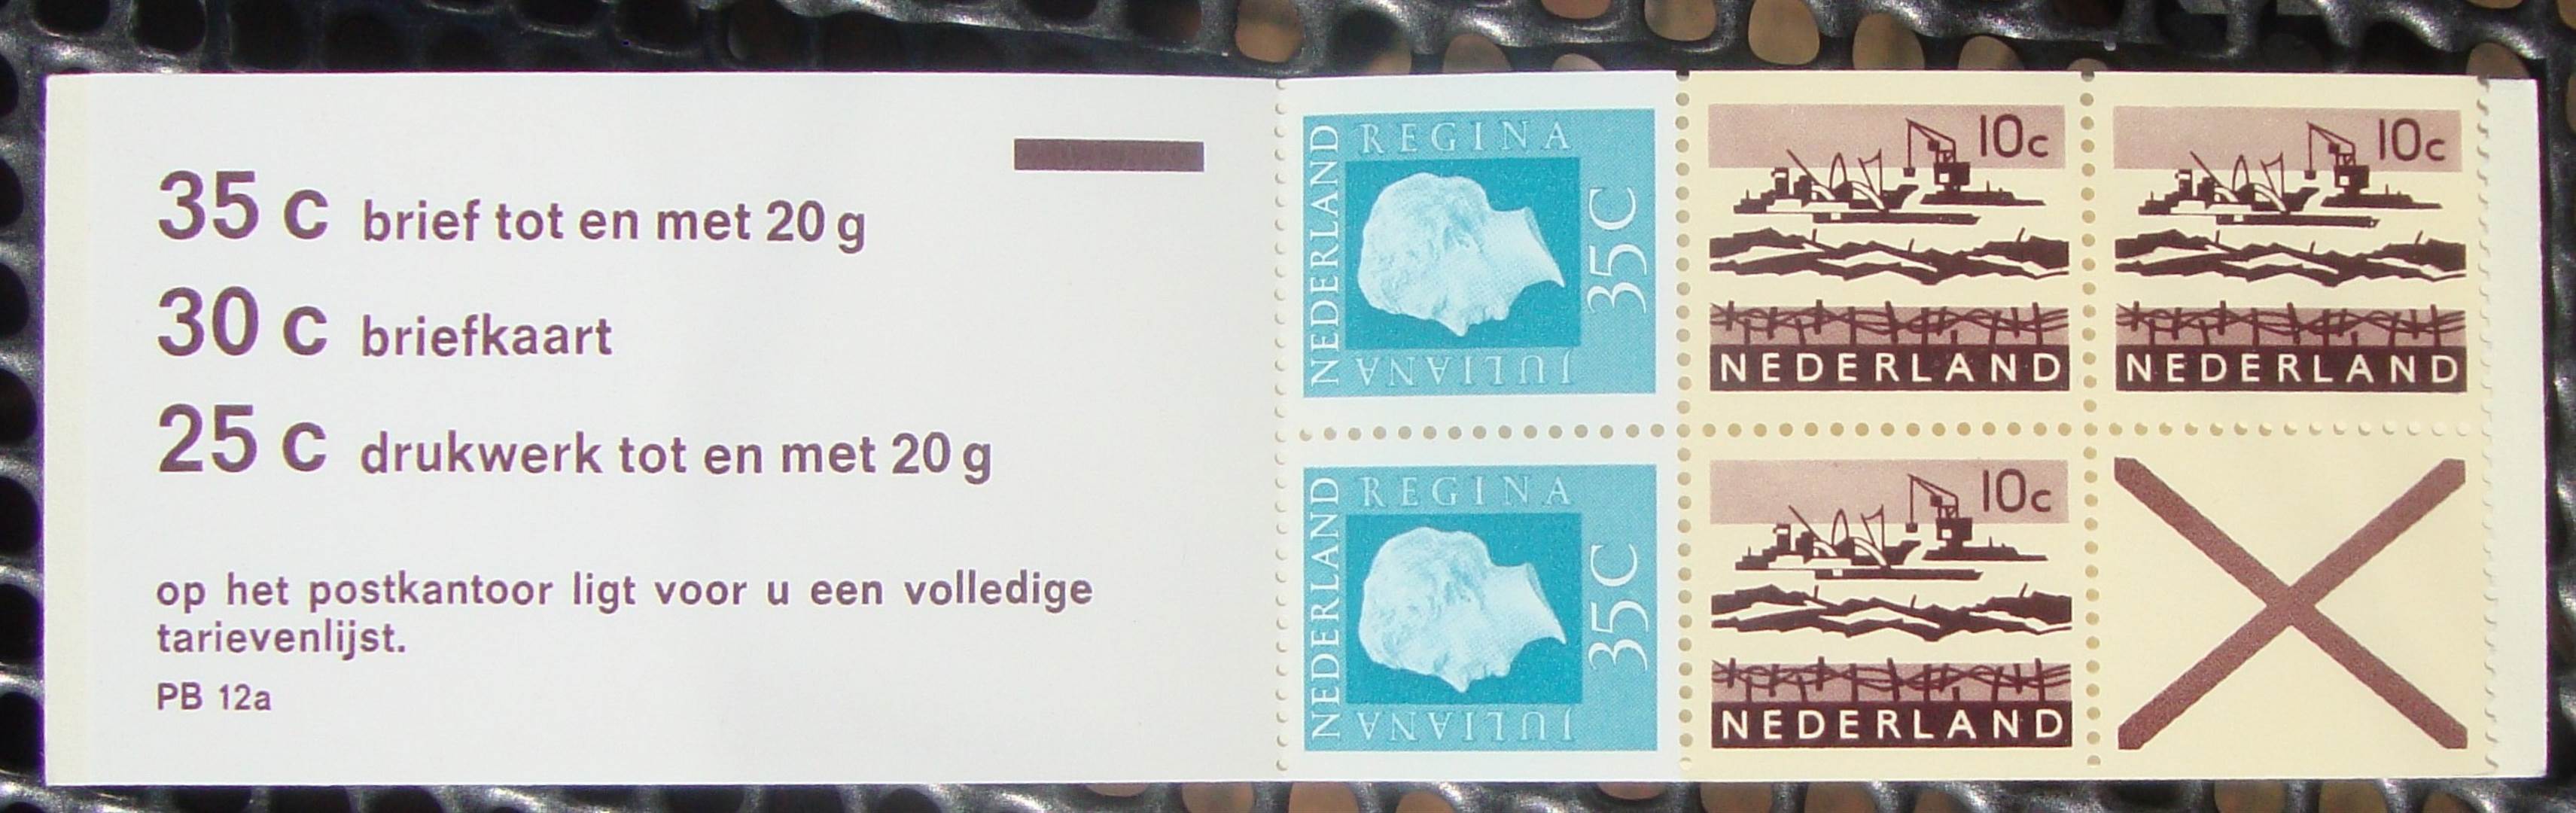 35 c brief tot en met 20 g
30 c briefkaart
25 c drukwerk tot en met 20 g
op het postkantoor ligt voor u een volledige
tarievenlijst.
PB 12a
NEDERLAND
REGINA
JULIANA
35C
10c
NEDERLAND
10c
NEDERLAND
NEDERLAND
REGINA
JULIANA
35C
10c
NEDERLAND